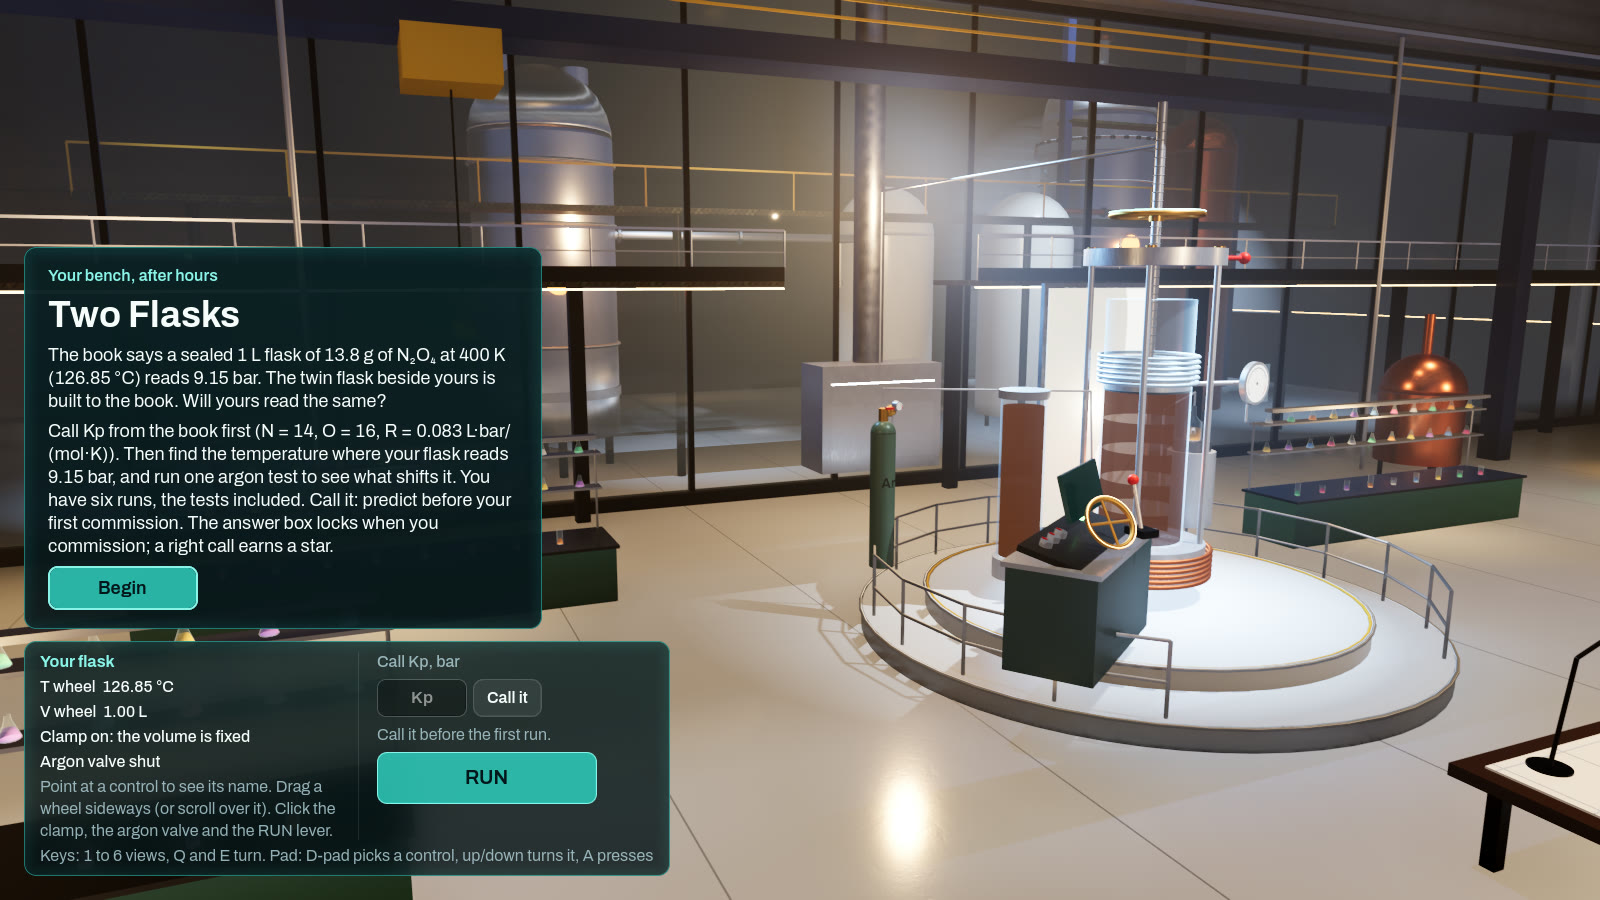 Your bench, after hours
Two Flasks
The book says a sealed 1 L flask of 13.8 g of N₂O₄ at 400 K
(126.85 °C) reads 9.15 bar. The twin flask beside yours is
built to the book. Will yours read the same?
Call Kp from the book first (N = 14, O = 16, R = 0.083 L·bar/
(mol·K)). Then find the temperature where your flask reads
9.15 bar, and run one argon test to see what shifts it. You
have six runs, the tests included. Call it: predict before your
first commission. The answer box locks when you
commission; a right call earns a star.
Begin
Your flask
T wheel 126.85 °C
V wheel 1.00 L
Clamp on: the volume is fixed
Argon valve shut
Point at a control to see its name. Drag a
wheel sideways (or scroll over it). Click the
clamp, the argon valve and the RUN lever.
Call Kp, bar
Kp
Call it
Call it before the first run.
RUN
Keys: 1 to 6 views, Q and E turn. Pad: D-pad picks a control, up/down turns it, A presses
Ar